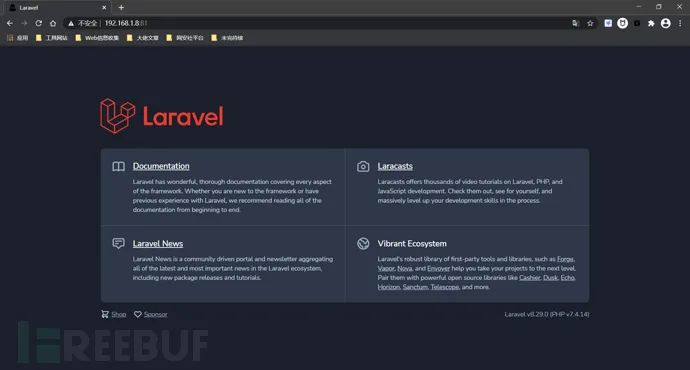 Laravel
不安全 | 192.168.1.8:81
应用 工具网站 Web信息收集 大佬文章 网安社平台 未完待续
Laravel
Documentation
Laravel has wonderful, thorough documentation covering every aspect
of the framework. Whether you are new to the framework or have
previous experience with Laravel, we recommend reading all of the
documentation from beginning to end.
Laracasts
Laracasts offers thousands of video tutorials on Laravel, PHP, and
JavaScript development. Check them out, see for yourself, and
massively level up your development skills in the process.
Laravel News
Laravel News is a community driven portal and newsletter aggregating
all of the latest and most important news in the Laravel ecosystem,
including new package releases and tutorials.
Vibrant Ecosystem
Laravel's robust library of first-party tools and libraries, such as Forge,
Vapor, Nova, and Envoyer help you take your projects to the next level.
Pair them with powerful open source libraries like Cashier, Dusk, Echo,
Horizon, Sanctum, Telescope, and more.
Shop Sponsor
Laravel v8.29.0 (PHP v7.4.14)
FREEBUF